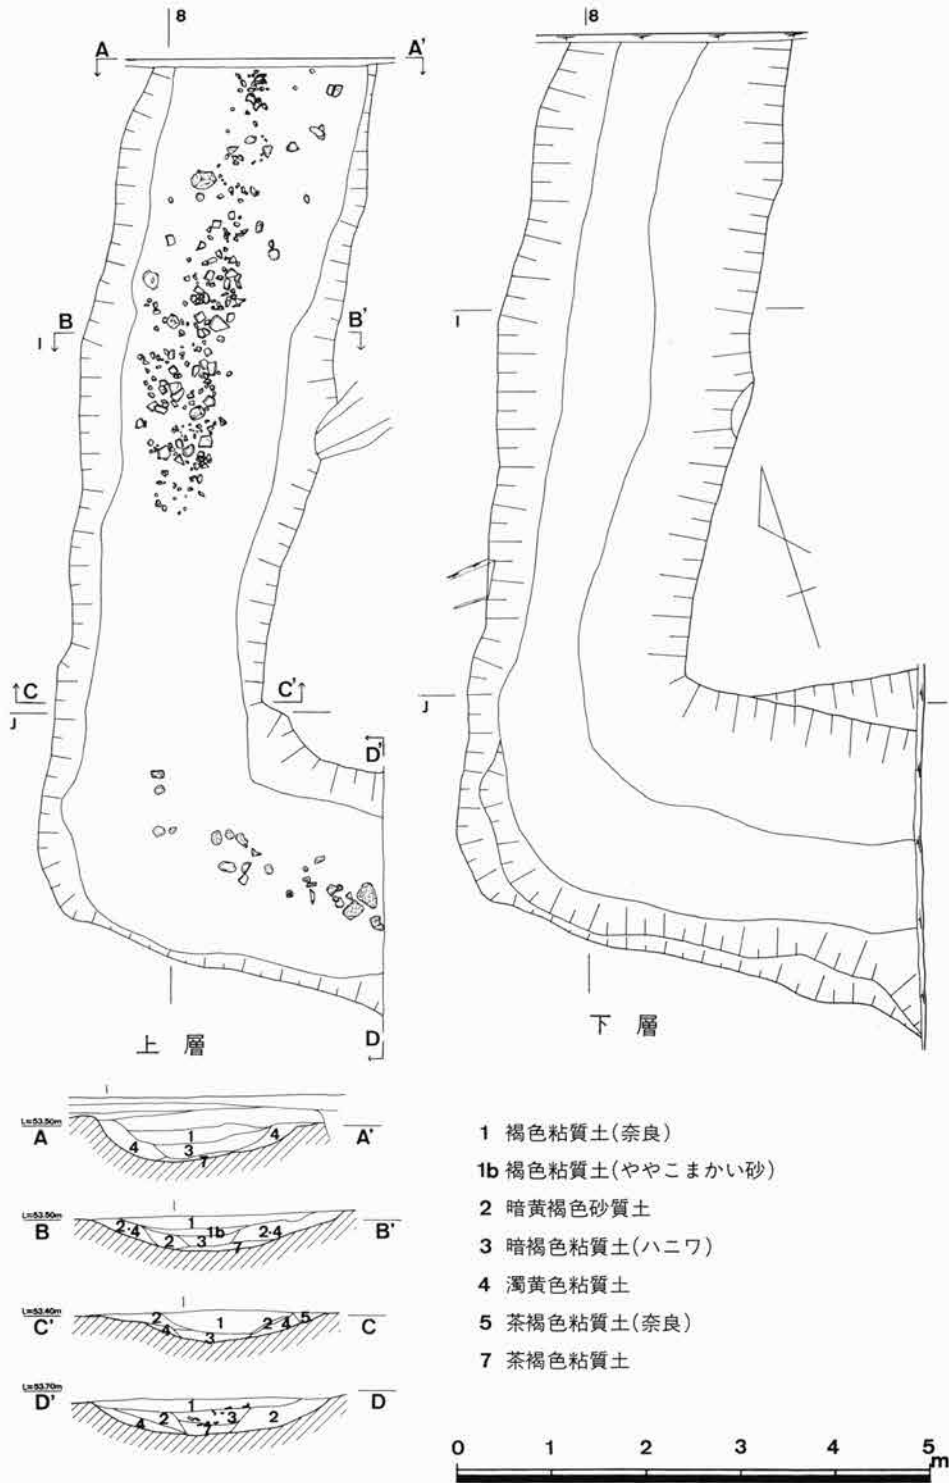 8
8
A A'
B B'
I
I
C C'
J
J
D'
D
上層
下層
L=53.50m
A A'
1
4
4
3
7
L=53.50m
B B'
1
2・4
1b
2・4
2
3
7
L=53.40m
C' C
2
1
2
4
5
4
3
L=53.70m
D' D
1
2
3
2
4
7
1 褐色粘質土(奈良)
1b 褐色粘質土(ややこまかい砂)
2 暗黄褐色砂質土
3 暗褐色粘質土(ハニワ)
4 濁黄色粘質土
5 茶褐色粘質土(奈良)
7 茶褐色粘質土
0 1 2 3 4 5m